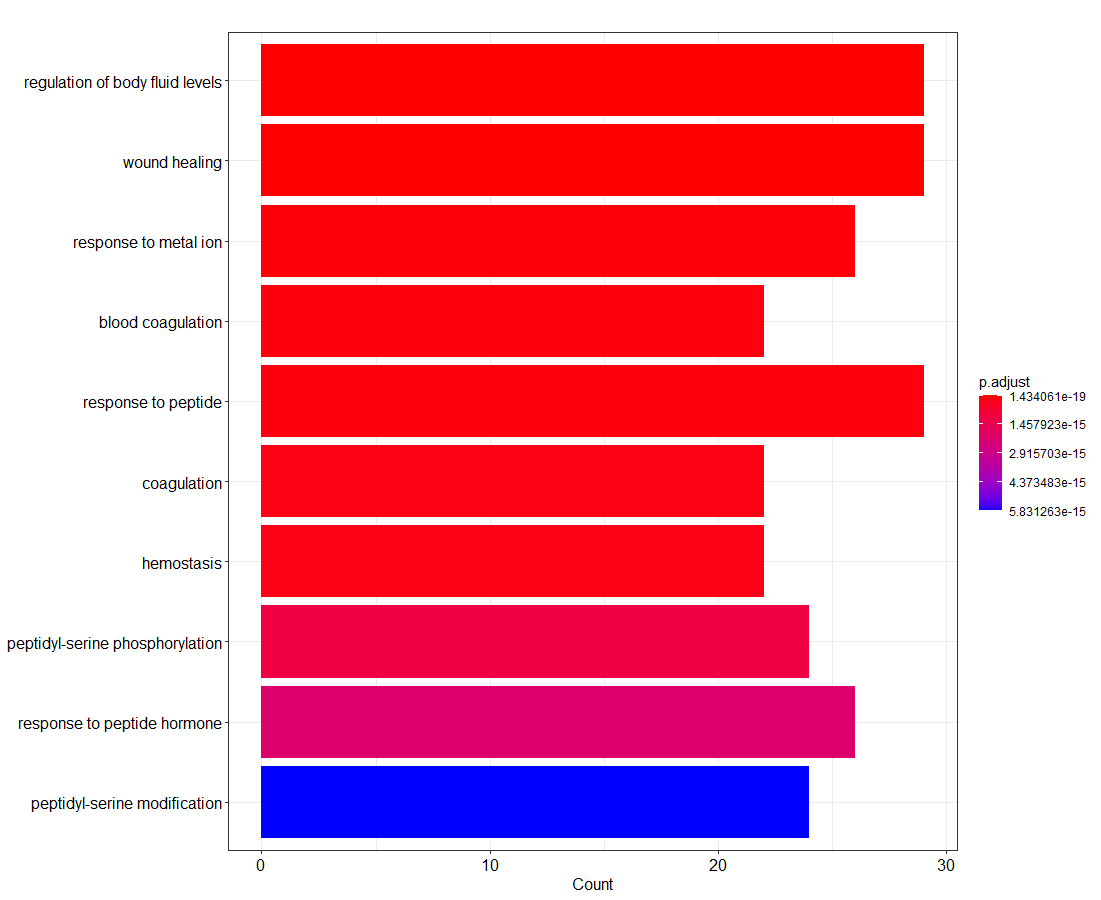 regulation of body fluid levels
wound healing
response to metal ion
blood coagulation
response to peptide
coagulation
hemostasis
peptidyl-serine phosphorylation
response to peptide hormone
peptidyl-serine modification
0 10 20 30
Count
p.adjust
1.434061e-19
1.457923e-15
2.915703e-15
4.373483e-15
5.831263e-15